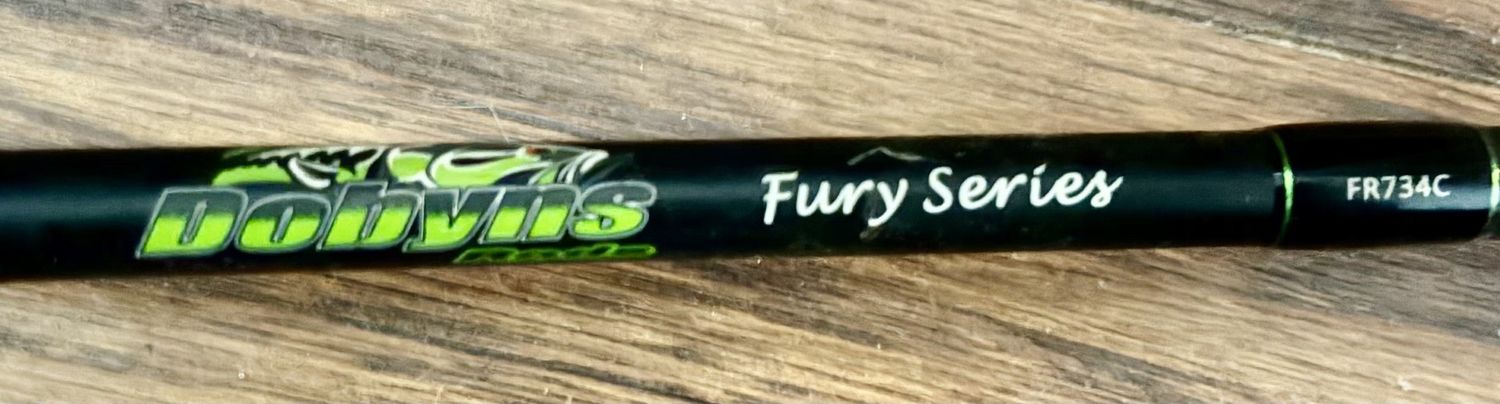 Dobyns
Rods
Fury Series
FR734C